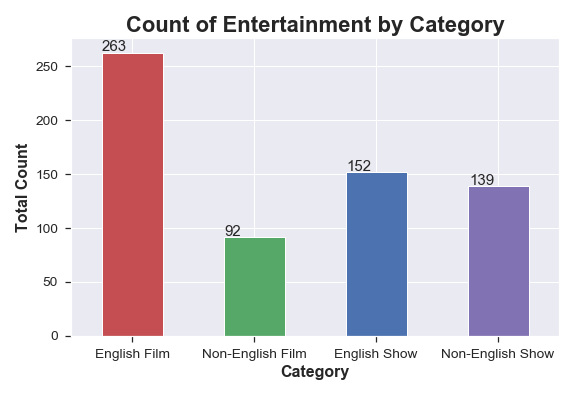 Count of Entertainment by Category
263
92
152
139
250
200
150
100
50
0
Total Count
English Film
Non-English Film
English Show
Non-English Show
Category